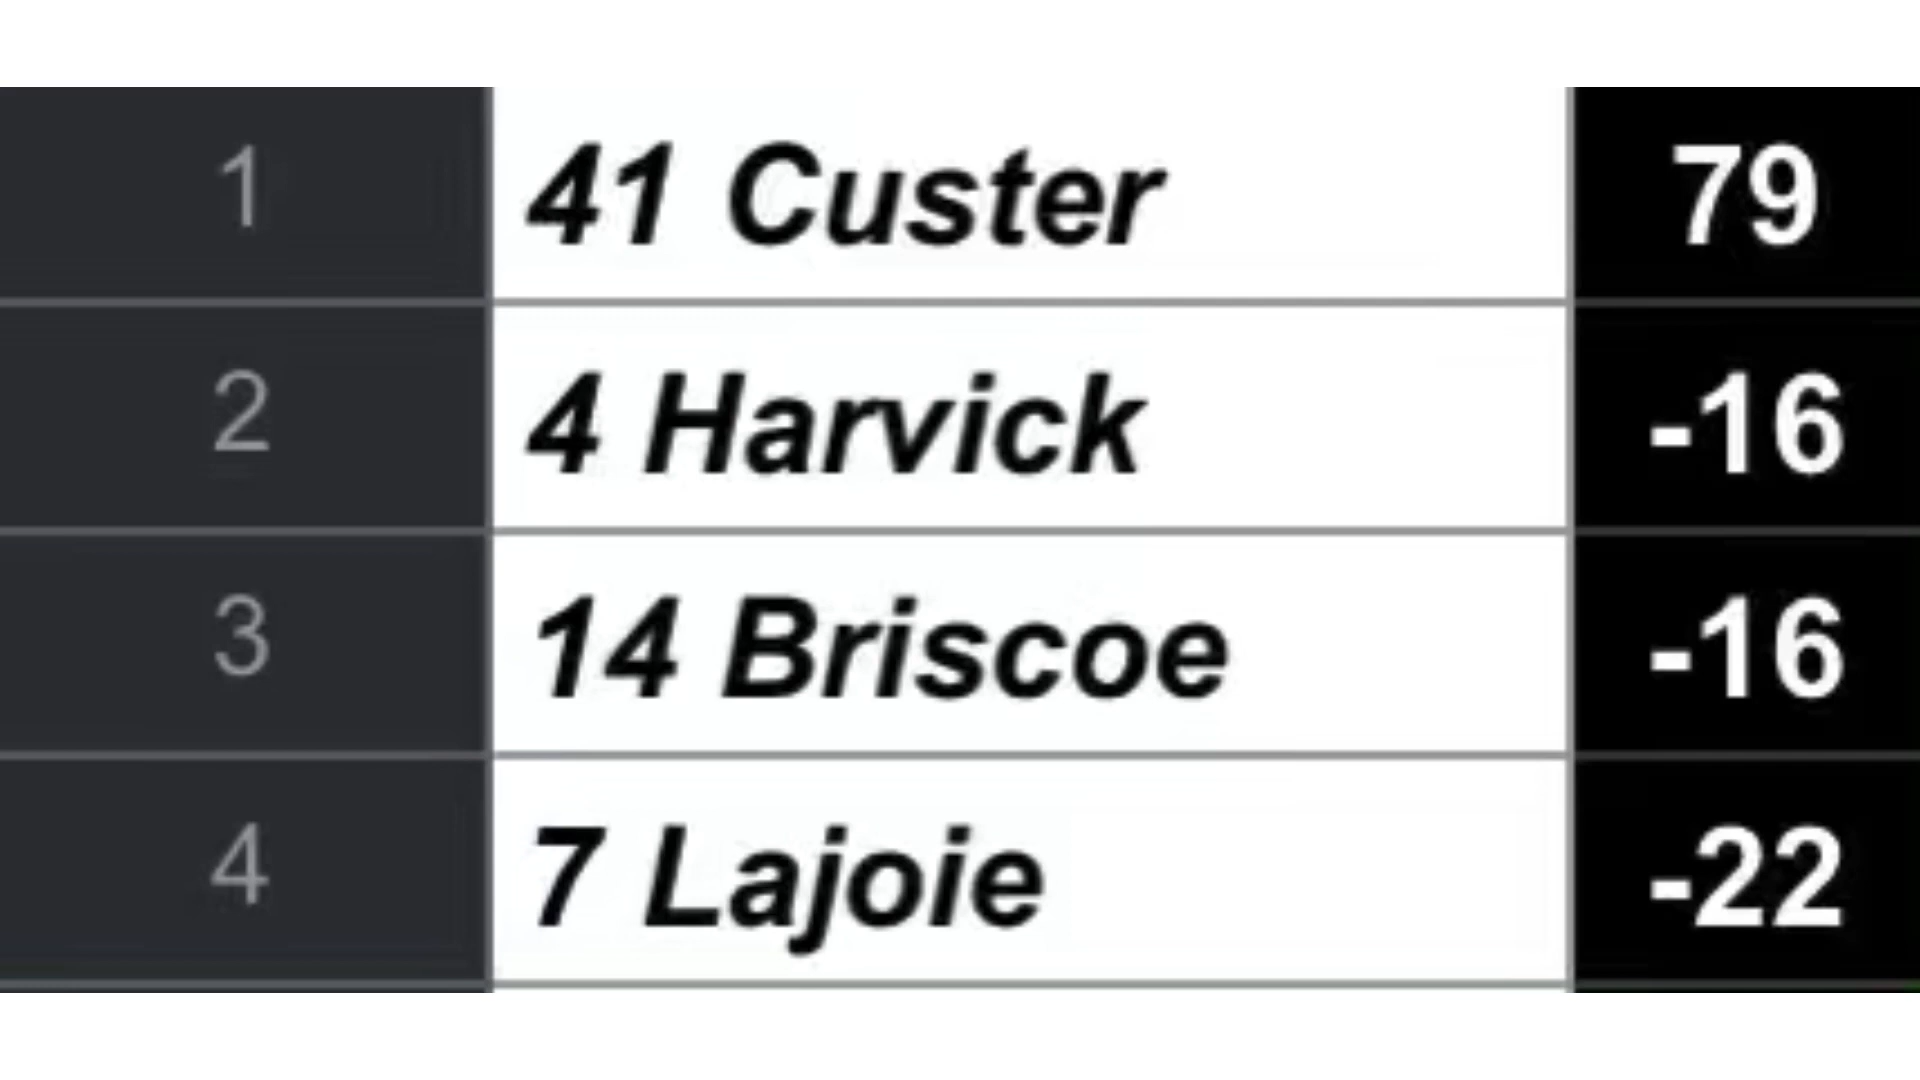 1 41 Custer 79
2 4 Harvick -16
3 14 Briscoe -16
4 7 Lajoie -22